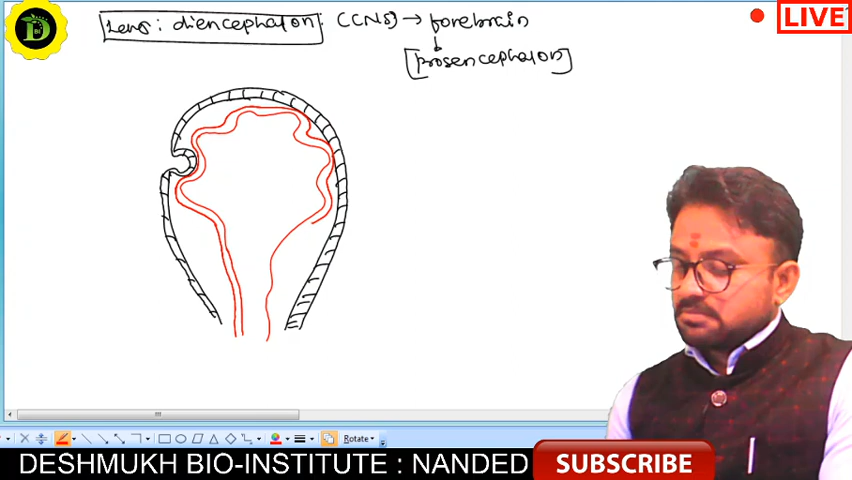 Lens: diencephalon: (CNS) → forebrain
[prosencephalon]
D
LIVE
Rotate
DESHMUKH BIO-INSTITUTE : NANDED
SUBSCRIBE